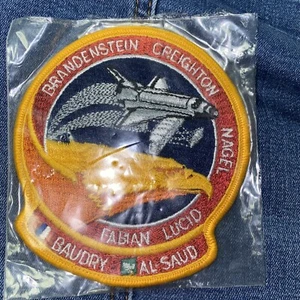 BRANDENSTEIN CREIGHTON NAGEL
FABIAN LUCID
BAUDRY AL-SAUD